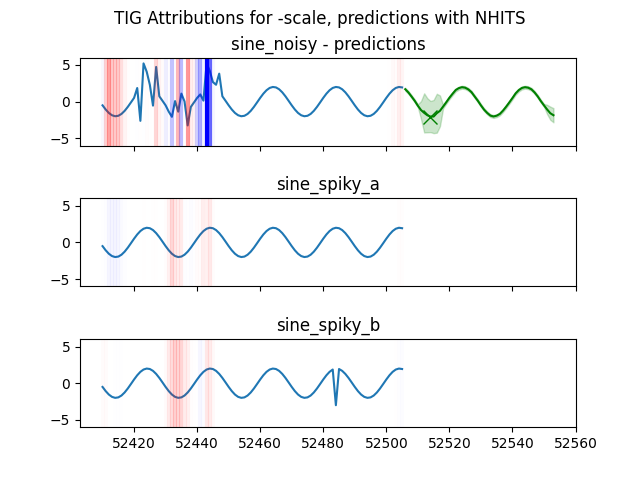 TIG Attributions for -scale, predictions with NHITS
sine_noisy - predictions
5
0
−5
sine_spiky_a
5
0
−5
sine_spiky_b
5
0
−5
52420 52440 52460 52480 52500 52520 52540 52560